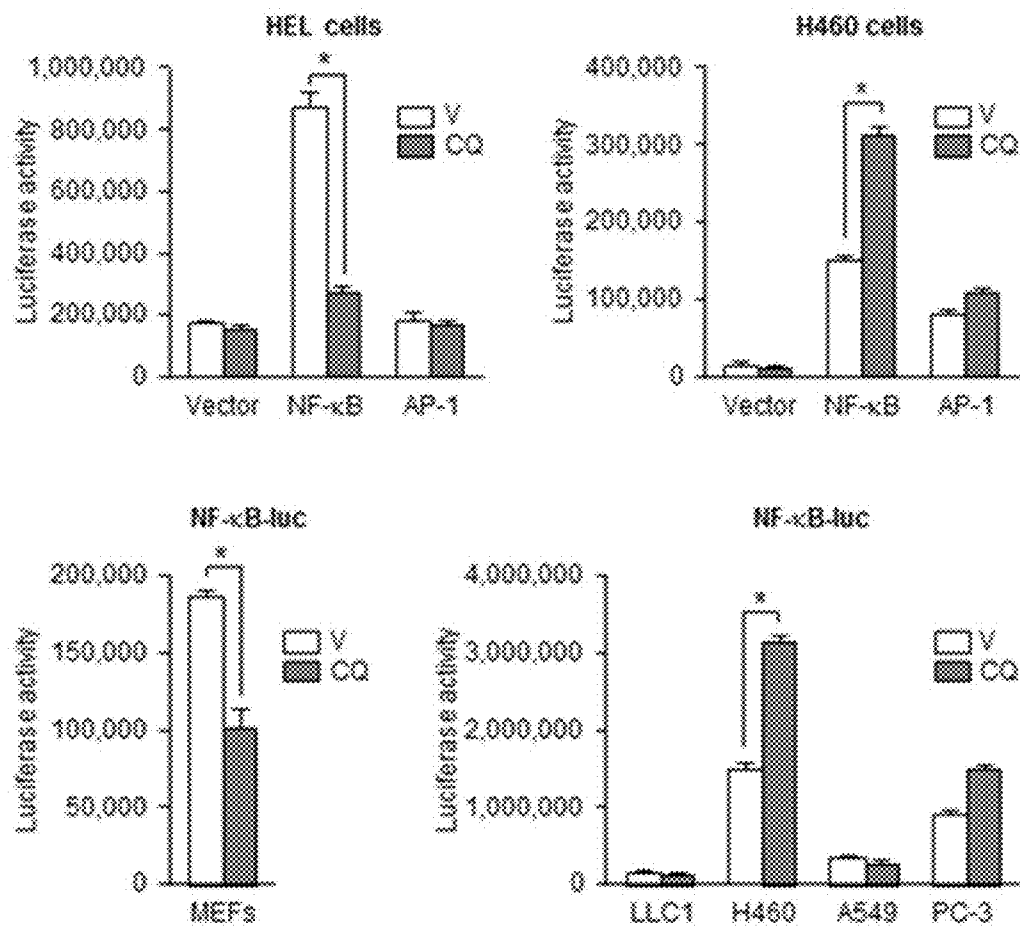 HEL cells
Luciferase activity
1,000,000
800,000
600,000
400,000
200,000
0
*
V
CQ
Vector NF-κB AP-1
H460 cells
Luciferase activity
400,000
300,000
200,000
100,000
0
*
V
CQ
Vector NF-κB AP-1
NF-κB-luc
Luciferase activity
200,000
150,000
100,000
50,000
0
*
V
CQ
MEFs
NF-κB-luc
Luciferase activity
4,000,000
3,000,000
2,000,000
1,000,000
0
*
V
CQ
LLC1 H460 A549 PC-3